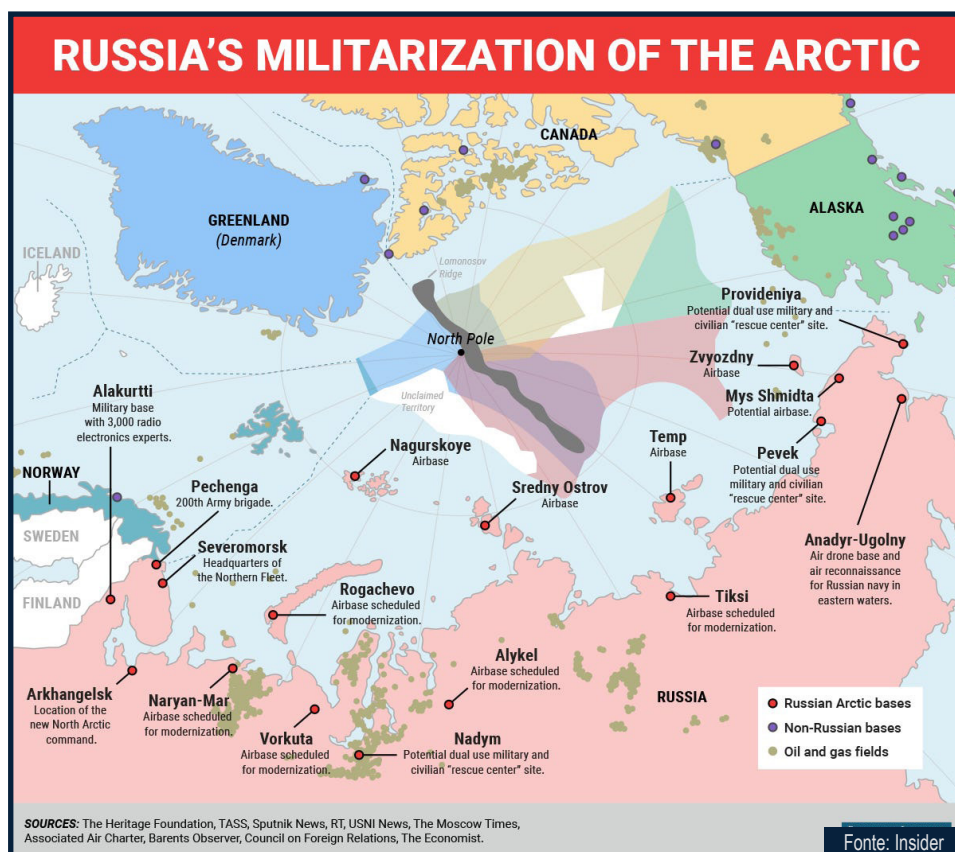 RUSSIA'S MILITARIZATION OF THE ARCTIC
CANADA
GREENLAND
(Denmark)
ALASKA
ICELAND
Lomonosov
Ridge
North Pole
Unclaimed
Territory
Provideniya
Potential dual use military and
civilian "rescue center" site.
Zvyozdny
Airbase
Mys Shmidta
Potential airbase.
Pevek
Potential dual use
military and civilian
"rescue center" site.
Anadyr-Ugolny
Air drone base and
air reconnaissance
for Russian navy in
eastern waters.
Alakurtti
Military base
with 3,000 radio
electronics experts.
NORWAY
SWEDEN
FINLAND
Pechenga
200th Army brigade.
Severomorsk
Headquarters of
the Northern Fleet.
Nagurskoye
Airbase
Sredny Ostrov
Airbase
Temp
Airbase
Rogachevo
Airbase scheduled
for modernization.
Tiksi
Airbase scheduled
for modernization.
Alykel
Airbase scheduled
for modernization.
Arkhangelsk
Location of the
new North Arctic
command.
Naryan-Mar
Airbase scheduled
for modernization.
Vorkuta
Airbase scheduled
for modernization.
Nadym
Potential dual use military and
civilian "rescue center" site.
RUSSIA
Russian Arctic bases
Non-Russian bases
Oil and gas fields
SOURCES: The Heritage Foundation, TASS, Sputnik News, RT, USNI News, The Moscow Times,
Associated Air Charter, Barents Observer, Council on Foreign Relations, The Economist.
Fonte: Insider